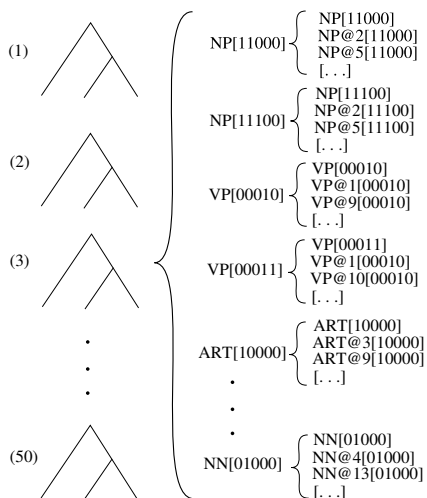 (1)
(2)
(3)
(50)
NP[11000]
NP[11000]
NP@2[11000]
NP@5[11000]
[. . .]
NP[11100]
NP[11100]
NP@2[11100]
NP@5[11100]
[. . .]
VP[00010]
VP[00010]
VP@1[00010]
VP@9[00010]
[. . .]
VP[00011]
VP[00011]
VP@1[00010]
VP@10[00010]
[. . .]
ART[10000]
ART[10000]
ART@3[10000]
ART@9[10000]
[. . .]
NN[01000]
NN[01000]
NN@4[01000]
NN@13[01000]
[. . .]